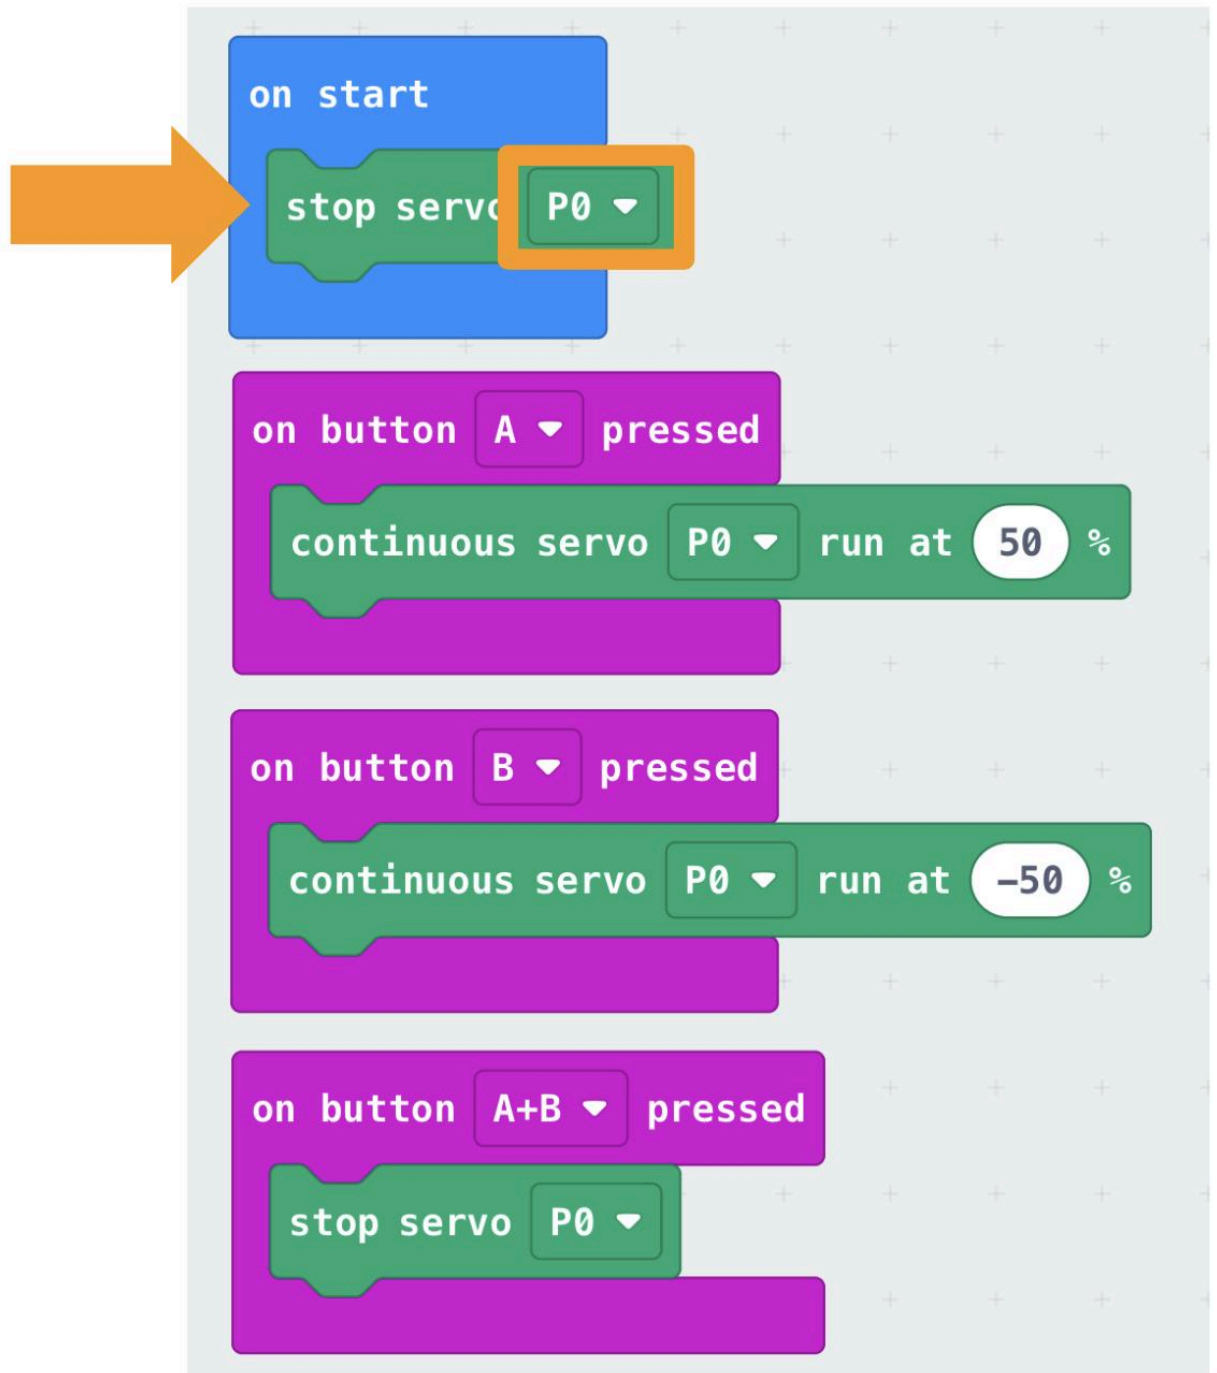 on start
stop servo P0
on button A pressed
continuous servo P0 run at 50 %
on button B pressed
continuous servo P0 run at −50 %
on button A+B pressed
stop servo P0